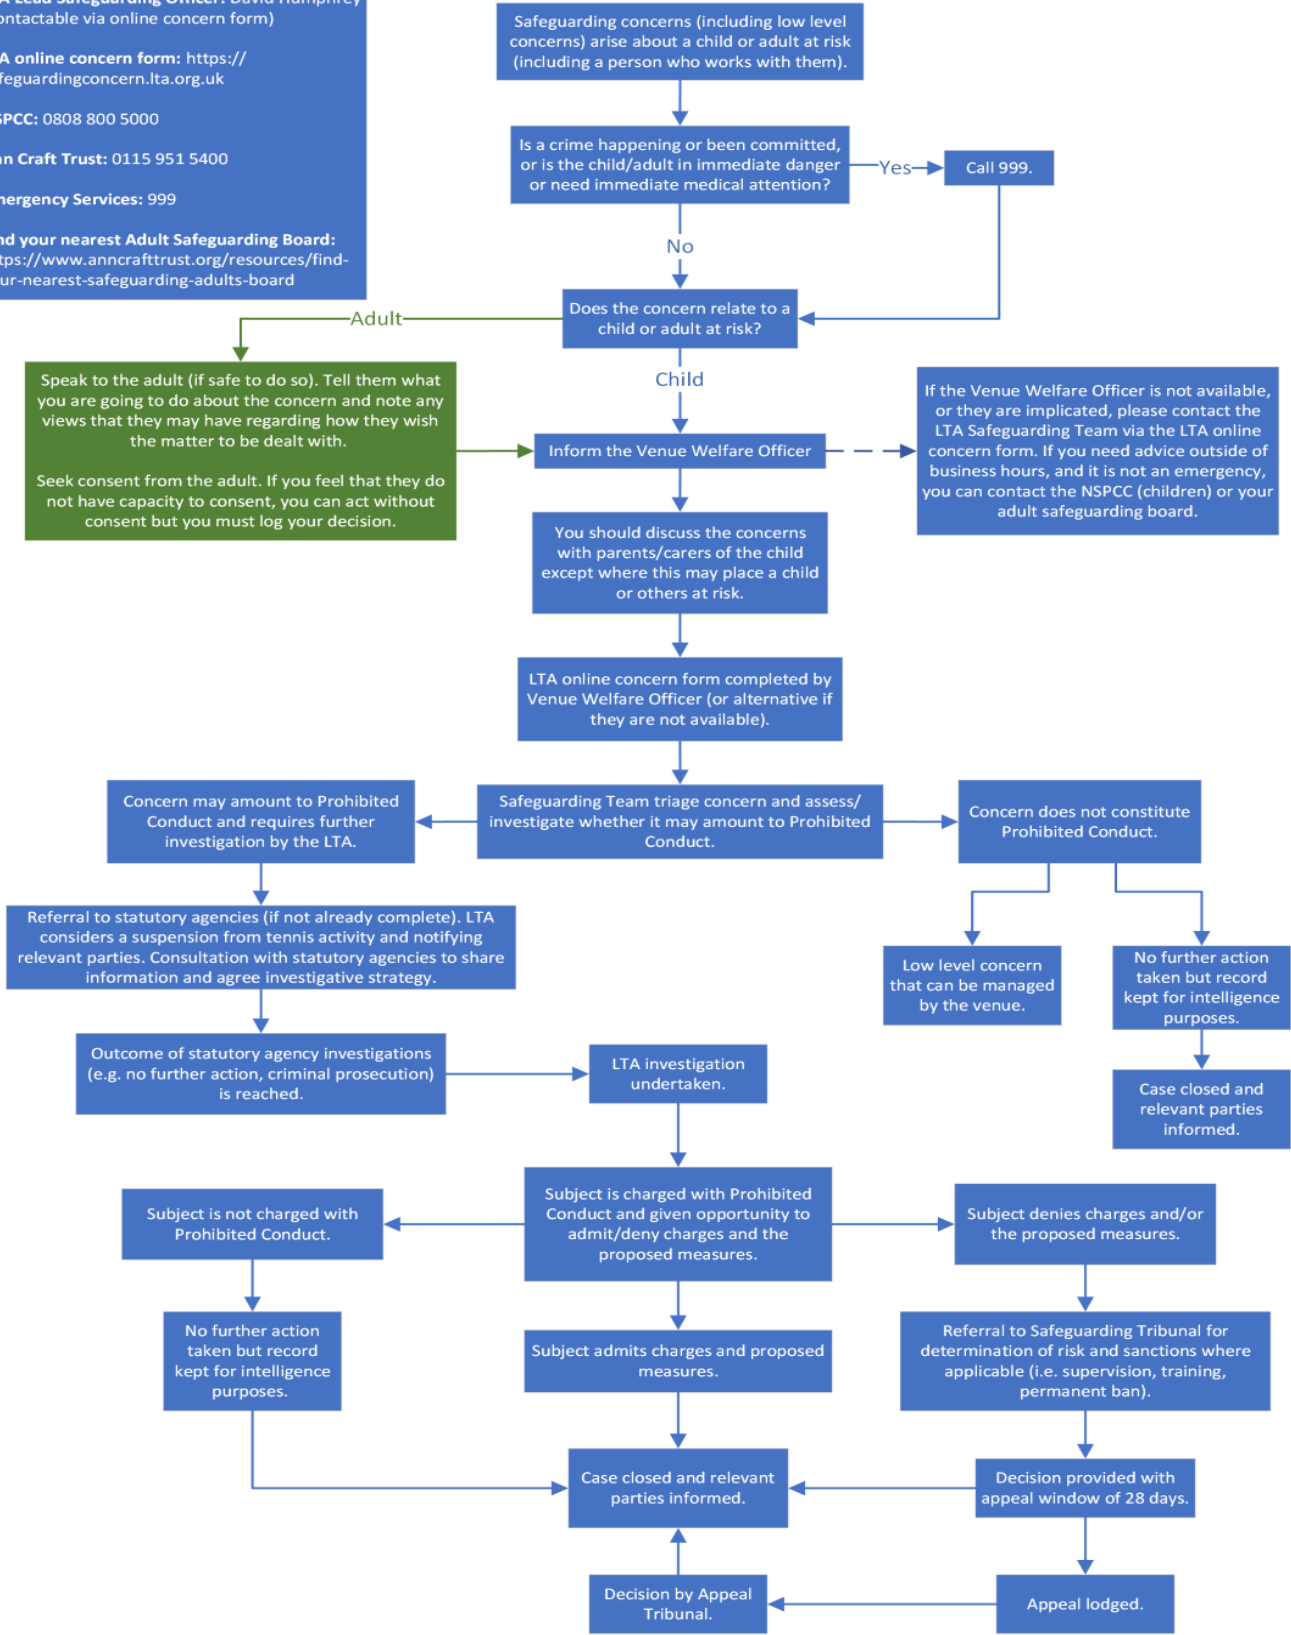 A Lead Safeguarding Officer: David Humphrey
ontactable via online concern form)
A online concern form: https://
feguardingconcern.lta.org.uk
SPCC: 0808 800 5000
nn Craft Trust: 0115 951 5400
mergency Services: 999
nd your nearest Adult Safeguarding Board:
tps://www.anncrafttrust.org/resources/find-
ur-nearest-safeguarding-adults-board
Safeguarding concerns (including low level
concerns) arise about a child or adult at risk
(including a person who works with them).
Is a crime happening or been committed,
or is the child/adult in immediate danger
or need immediate medical attention?
Yes
Call 999.
No
Does the concern relate to a
child or adult at risk?
Adult
Child
Speak to the adult (if safe to do so). Tell them what
you are going to do about the concern and note any
views that they may have regarding how they wish
the matter to be dealt with.
Seek consent from the adult. If you feel that they do
not have capacity to consent, you can act without
consent but you must log your decision.
Inform the Venue Welfare Officer
If the Venue Welfare Officer is not available,
or they are implicated, please contact the
LTA Safeguarding Team via the LTA online
concern form. If you need advice outside of
business hours, and it is not an emergency,
you can contact the NSPCC (children) or your
adult safeguarding board.
You should discuss the concerns
with parents/carers of the child
except where this may place a child
or others at risk.
LTA online concern form completed by
Venue Welfare Officer (or alternative if
they are not available).
Safeguarding Team triage concern and assess/
investigate whether it may amount to Prohibited
Conduct.
Concern may amount to Prohibited
Conduct and requires further
investigation by the LTA.
Concern does not constitute
Prohibited Conduct.
Referral to statutory agencies (if not already complete). LTA
considers a suspension from tennis activity and notifying
relevant parties. Consultation with statutory agencies to share
information and agree investigative strategy.
Low level concern
that can be managed
by the venue.
No further action
taken but record
kept for intelligence
purposes.
Outcome of statutory agency investigations
(e.g. no further action, criminal prosecution)
is reached.
LTA investigation
undertaken.
Case closed and
relevant parties
informed.
Subject is not charged with
Prohibited Conduct.
Subject is charged with Prohibited
Conduct and given opportunity to
admit/deny charges and the
proposed measures.
Subject denies charges and/or
the proposed measures.
No further action
taken but record
kept for intelligence
purposes.
Subject admits charges and proposed
measures.
Referral to Safeguarding Tribunal for
determination of risk and sanctions where
applicable (i.e. supervision, training,
permanent ban).
Case closed and relevant
parties informed.
Decision provided with
appeal window of 28 days.
Decision by Appeal
Tribunal.
Appeal lodged.